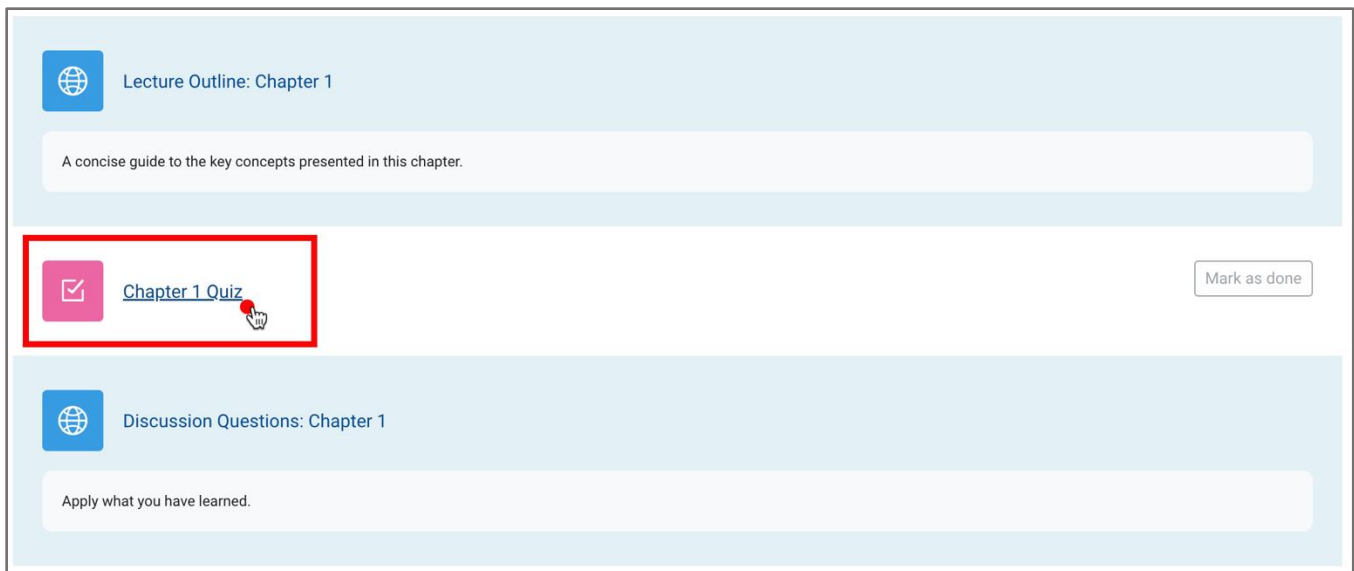 Lecture Outline: Chapter 1
A concise guide to the key concepts presented in this chapter.
Chapter 1 Quiz
Mark as done
Discussion Questions: Chapter 1
Apply what you have learned.